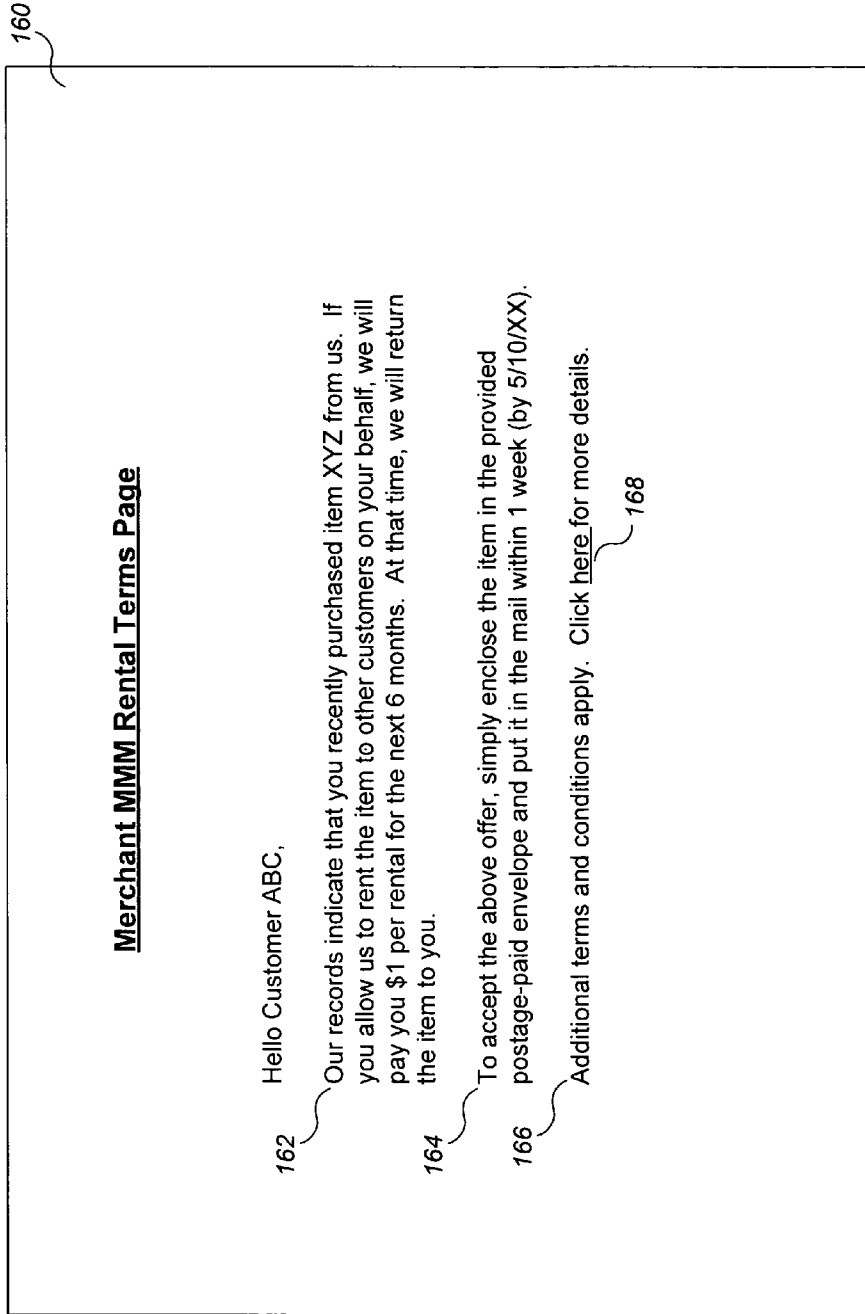 160
Merchant MMM Rental Terms Page
Hello Customer ABC,
162
Our records indicate that you recently purchased item XYZ from us. If
you allow us to rent the item to other customers on your behalf, we will
pay you $1 per rental for the next 6 months. At that time, we will return
the item to you.
164
To accept the above offer, simply enclose the item in the provided
postage-paid envelope and put it in the mail within 1 week (by 5/10/XX).
166
Additional terms and conditions apply. Click here for more details.
168